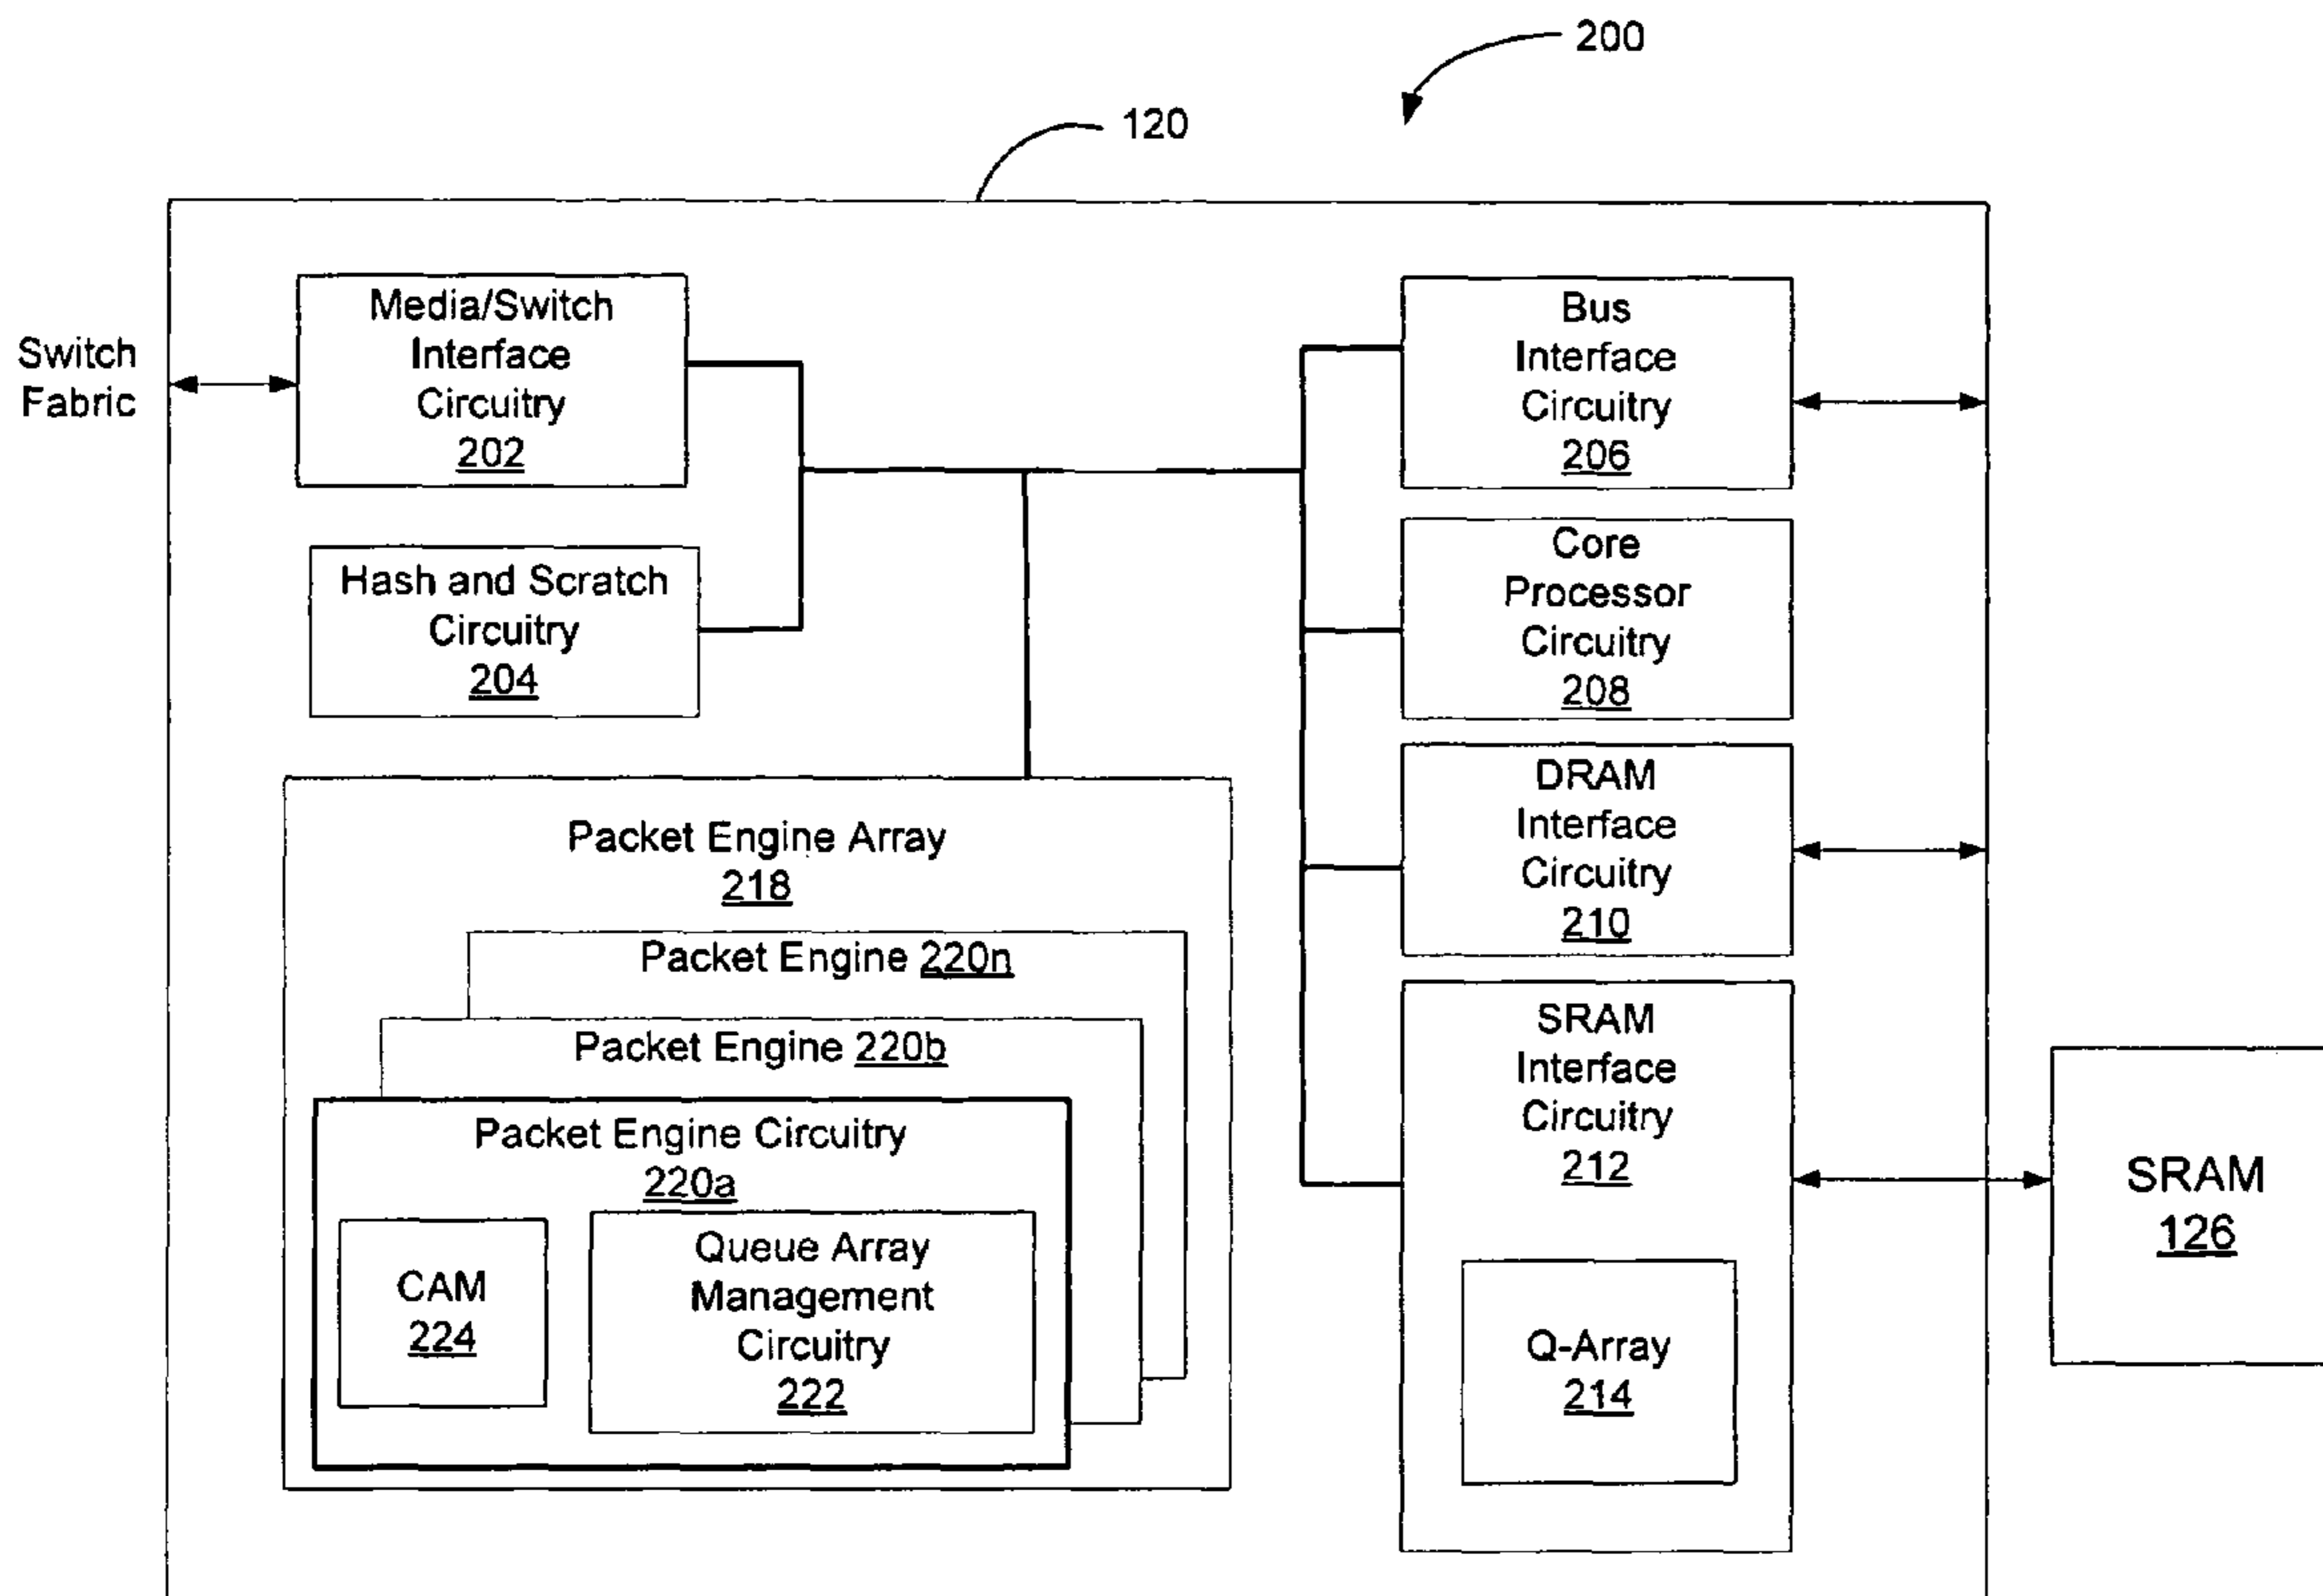 200
120
Switch
Fabric
Media/Switch
Interface
Circuitry
202
Hash and Scratch
Circuitry
204
Bus
Interface
Circuitry
206
Core
Processor
Circuitry
208
DRAM
Interface
Circuitry
210
SRAM
Interface
Circuitry
212
Q-Array
214
SRAM
126
Packet Engine Array
218
Packet Engine 220n
Packet Engine 220b
Packet Engine Circuitry
220a
CAM
224
Queue Array
Management
Circuitry
222